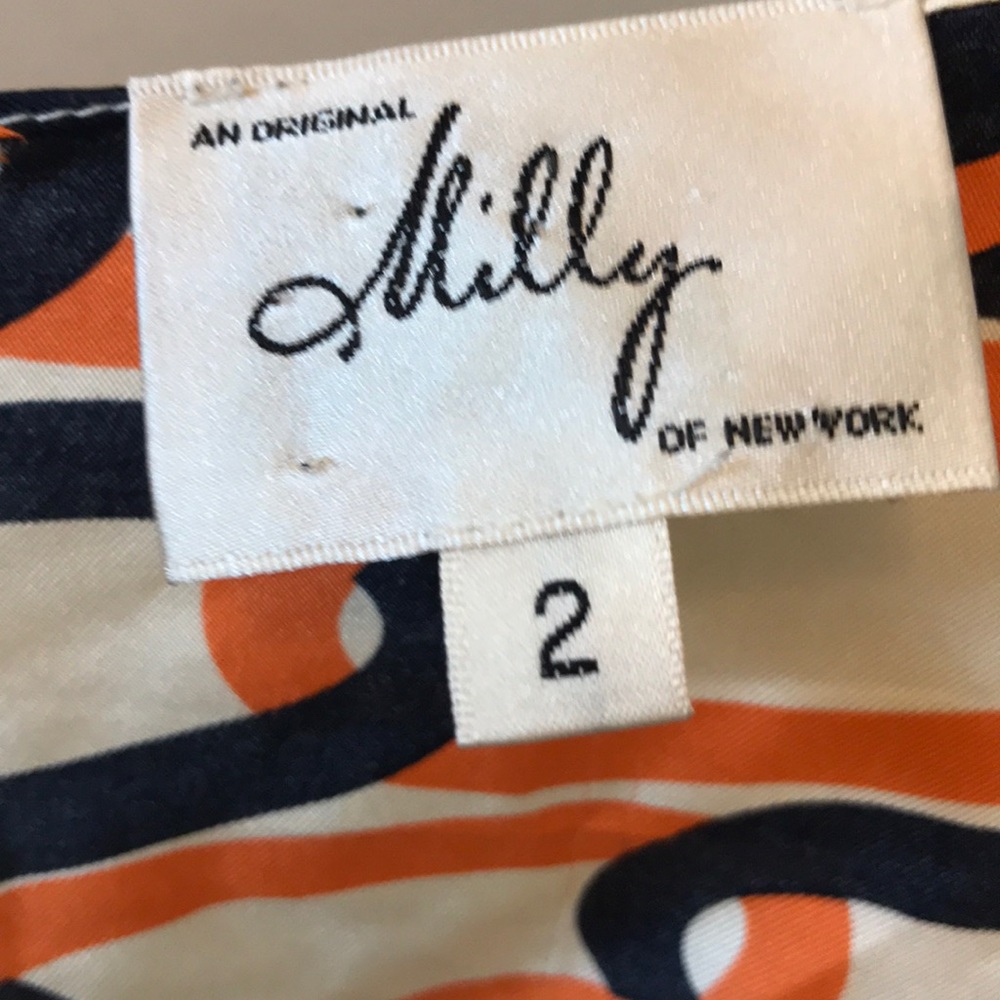 AN ORIGINAL
Milly
OF NEW YORK
2